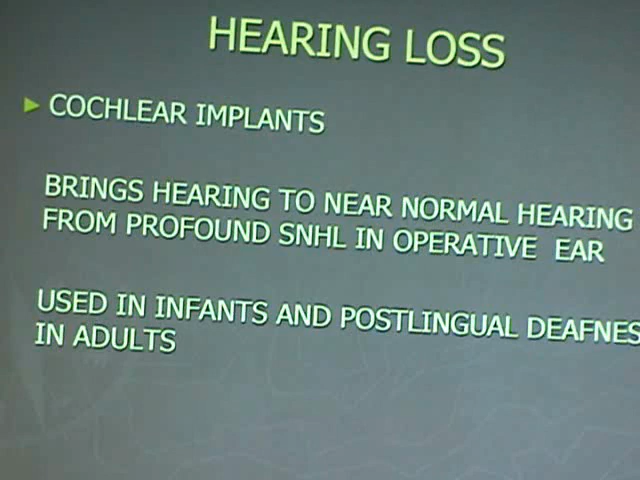 HEARING LOSS
COCHLEAR IMPLANTS
BRINGS HEARING TO NEAR NORMAL HEARING
FROM PROFOUND SNHL IN OPERATIVE EAR
USED IN INFANTS AND POSTLINGUAL DEAFNES
IN ADULTS